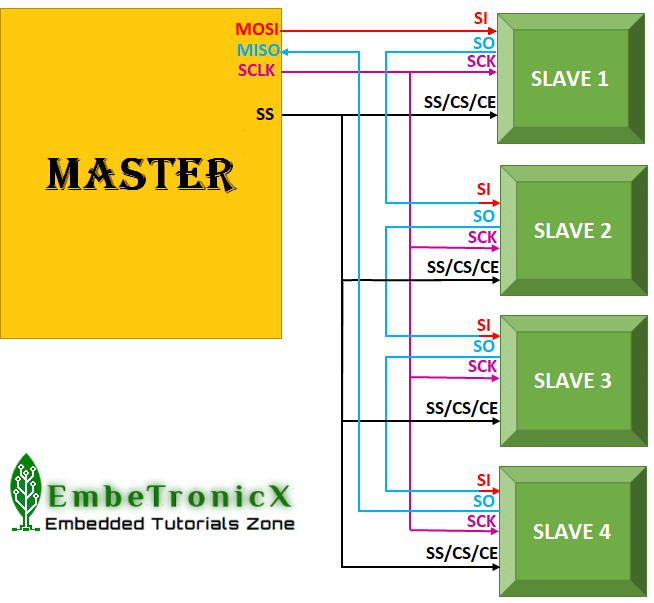 MOSI
MISO
SCLK
SS
MASTER
SI
SO
SCK
SS/CS/CE
SLAVE 1
SI
SO
SCK
SS/CS/CE
SLAVE 2
SI
SO
SCK
SS/CS/CE
SLAVE 3
SI
SO
SCK
SS/CS/CE
SLAVE 4
EmbeTronicX
Embedded Tutorials Zone